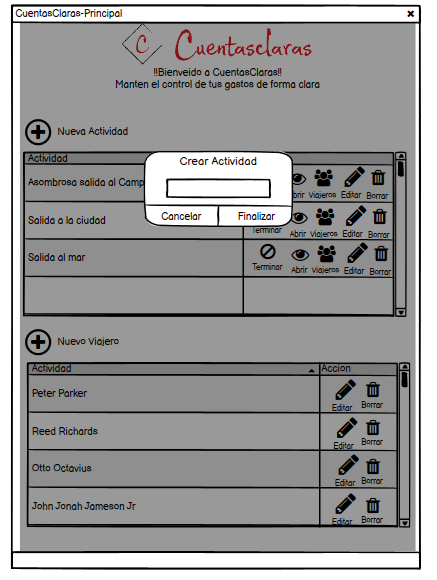 CuentasClaras-Principal
C Cuentasclaras
!!Bienveido a CuentasClaras!!
Manten el control de tus gastos de forma clara
Nueva Actividad
Actividad
Crear Actividad
Asombrosa salida al Camp
brir Viajeros Editar Borrar
Cancelar Finalizar
Salida a la ciudad
Terminar Abrir Viajeros Editar Borrar
Salida al mar
Terminar Abrir Viajeros Editar Borrar
Nuevo Viajero
Actividad Accion
Peter Parker
Editar Borrar
Reed Richards
Editar Borrar
Otto Octavius
Editar Borrar
John Jonah Jameson Jr
Editar Borrar